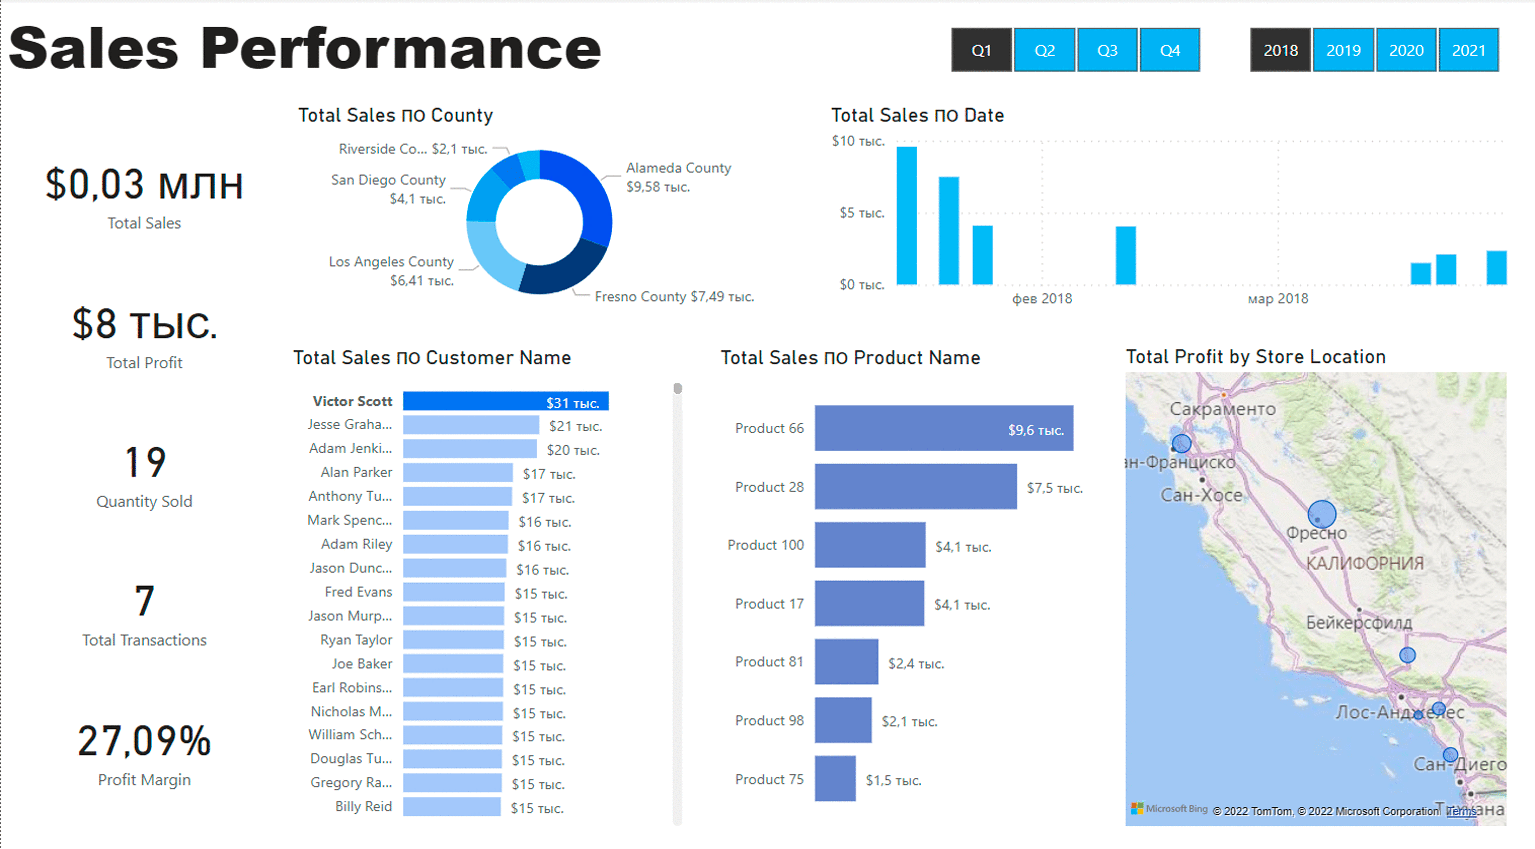 Sales Performance
Q1 Q2 Q3 Q4
2018 2019 2020 2021
$0,03 млн
Total Sales
$8 тыс.
Total Profit
19
Quantity Sold
7
Total Transactions
27,09%
Profit Margin
Total Sales по County
Riverside Co... $2,1 тыс.
San Diego County
$4,1 тыс.
Los Angeles County
$6,41 тыс.
Alameda County
$9,58 тыс.
Fresno County $7,49 тыс.
Total Sales по Date
$10 тыс.
$5 тыс.
$0 тыс.
фев 2018
мар 2018
Total Sales по Customer Name
Victor Scott $31 тыс.
Jesse Graha... $21 тыс.
Adam Jenki... $20 тыс.
Alan Parker $17 тыс.
Anthony Tu... $17 тыс.
Mark Spenc... $16 тыс.
Adam Riley $16 тыс.
Jason Dunc... $16 тыс.
Fred Evans $15 тыс.
Jason Murp... $15 тыс.
Ryan Taylor $15 тыс.
Joe Baker $15 тыс.
Earl Robins... $15 тыс.
Nicholas M... $15 тыс.
William Sch... $15 тыс.
Douglas Tu... $15 тыс.
Gregory Ra... $15 тыс.
Billy Reid $15 тыс.
Total Sales по Product Name
Product 66 $9,6 тыс.
Product 28 $7,5 тыс.
Product 100 $4,1 тыс.
Product 17 $4,1 тыс.
Product 81 $2,4 тыс.
Product 98 $2,1 тыс.
Product 75 $1,5 тыс.
Total Profit by Store Location
Сакраменто
ан-Франциско
Сан-Хосе
Фресно
КАЛИФОРНИЯ
Бейкерсфилд
Лос-Анджелес
Сан-Диего
Тихуана
Microsoft Bing
© 2022 TomTom, © 2022 Microsoft Corporation Terms